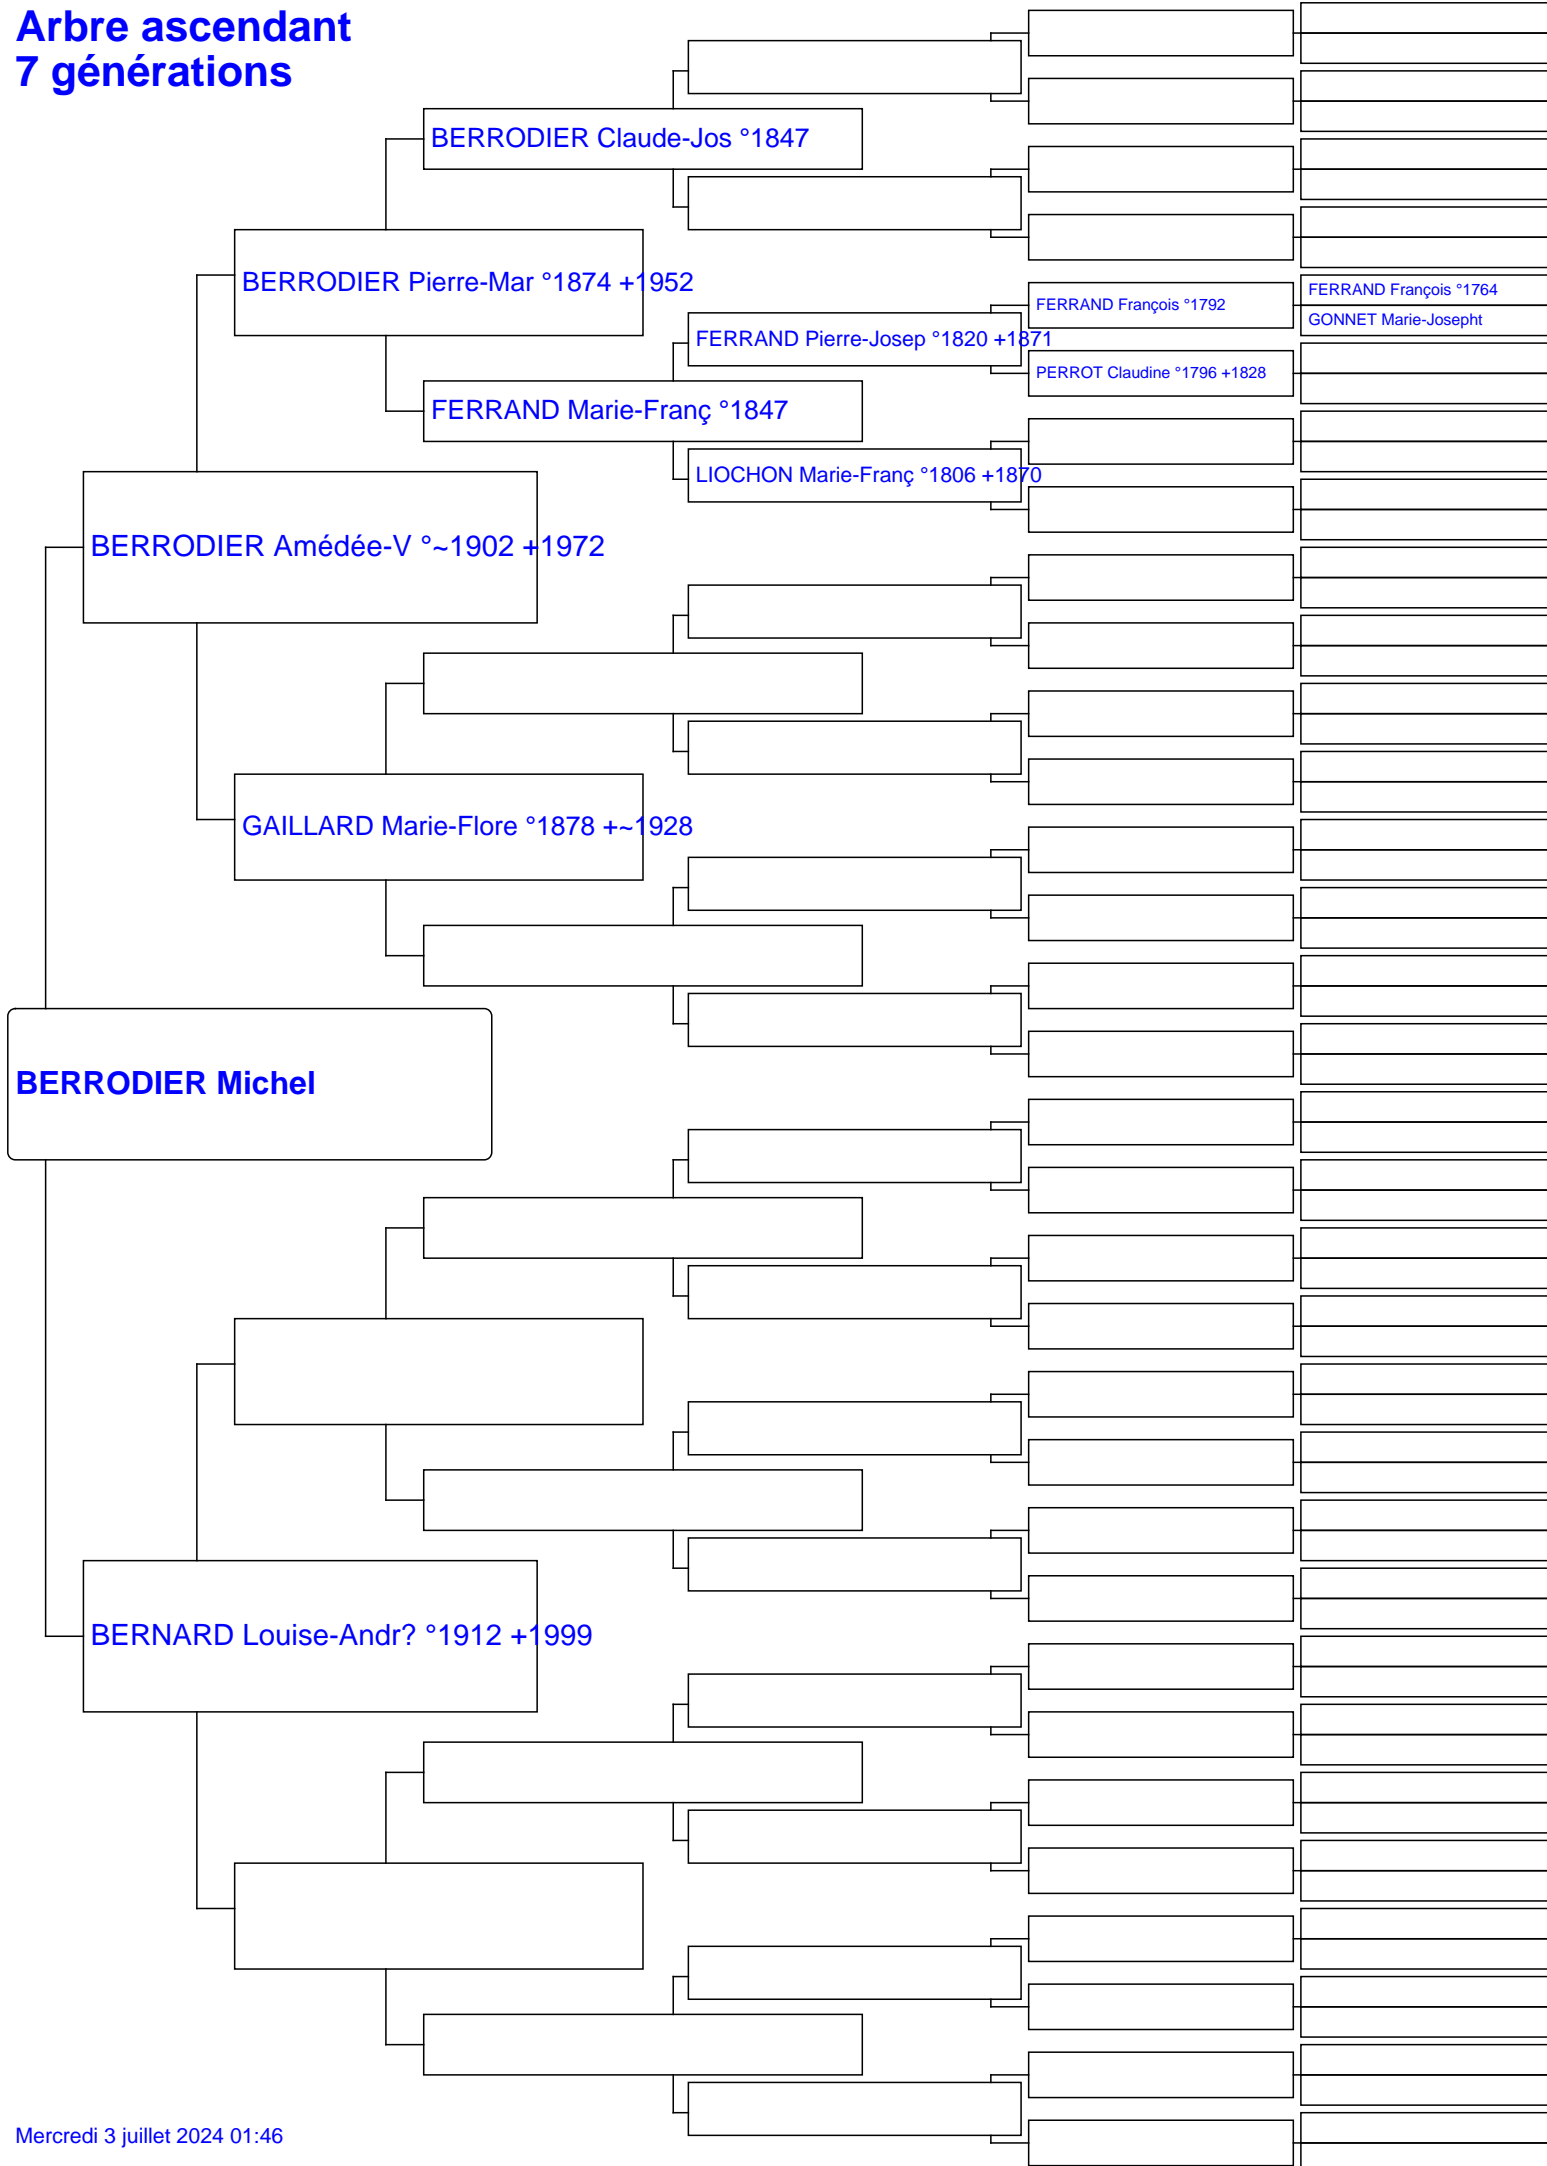 Arbre ascendant
7 générations
BERRODIER Claude-Jos °1847
BERRODIER Pierre-Mar °1874 +1952
FERRAND François °1764
FERRAND François °1792
GONNET Marie-Josepht
FERRAND Pierre-Josep °1820 +1871
PERROT Claudine °1796 +1828
FERRAND Marie-Franç °1847
LIOCHON Marie-Franç °1806 +1870
BERRODIER Amédée-V °~1902 +1972
GAILLARD Marie-Flore °1878 +~1928
BERRODIER Michel
BERNARD Louise-Andr? °1912 +1999
Mercredi 3 juillet 2024 01:46